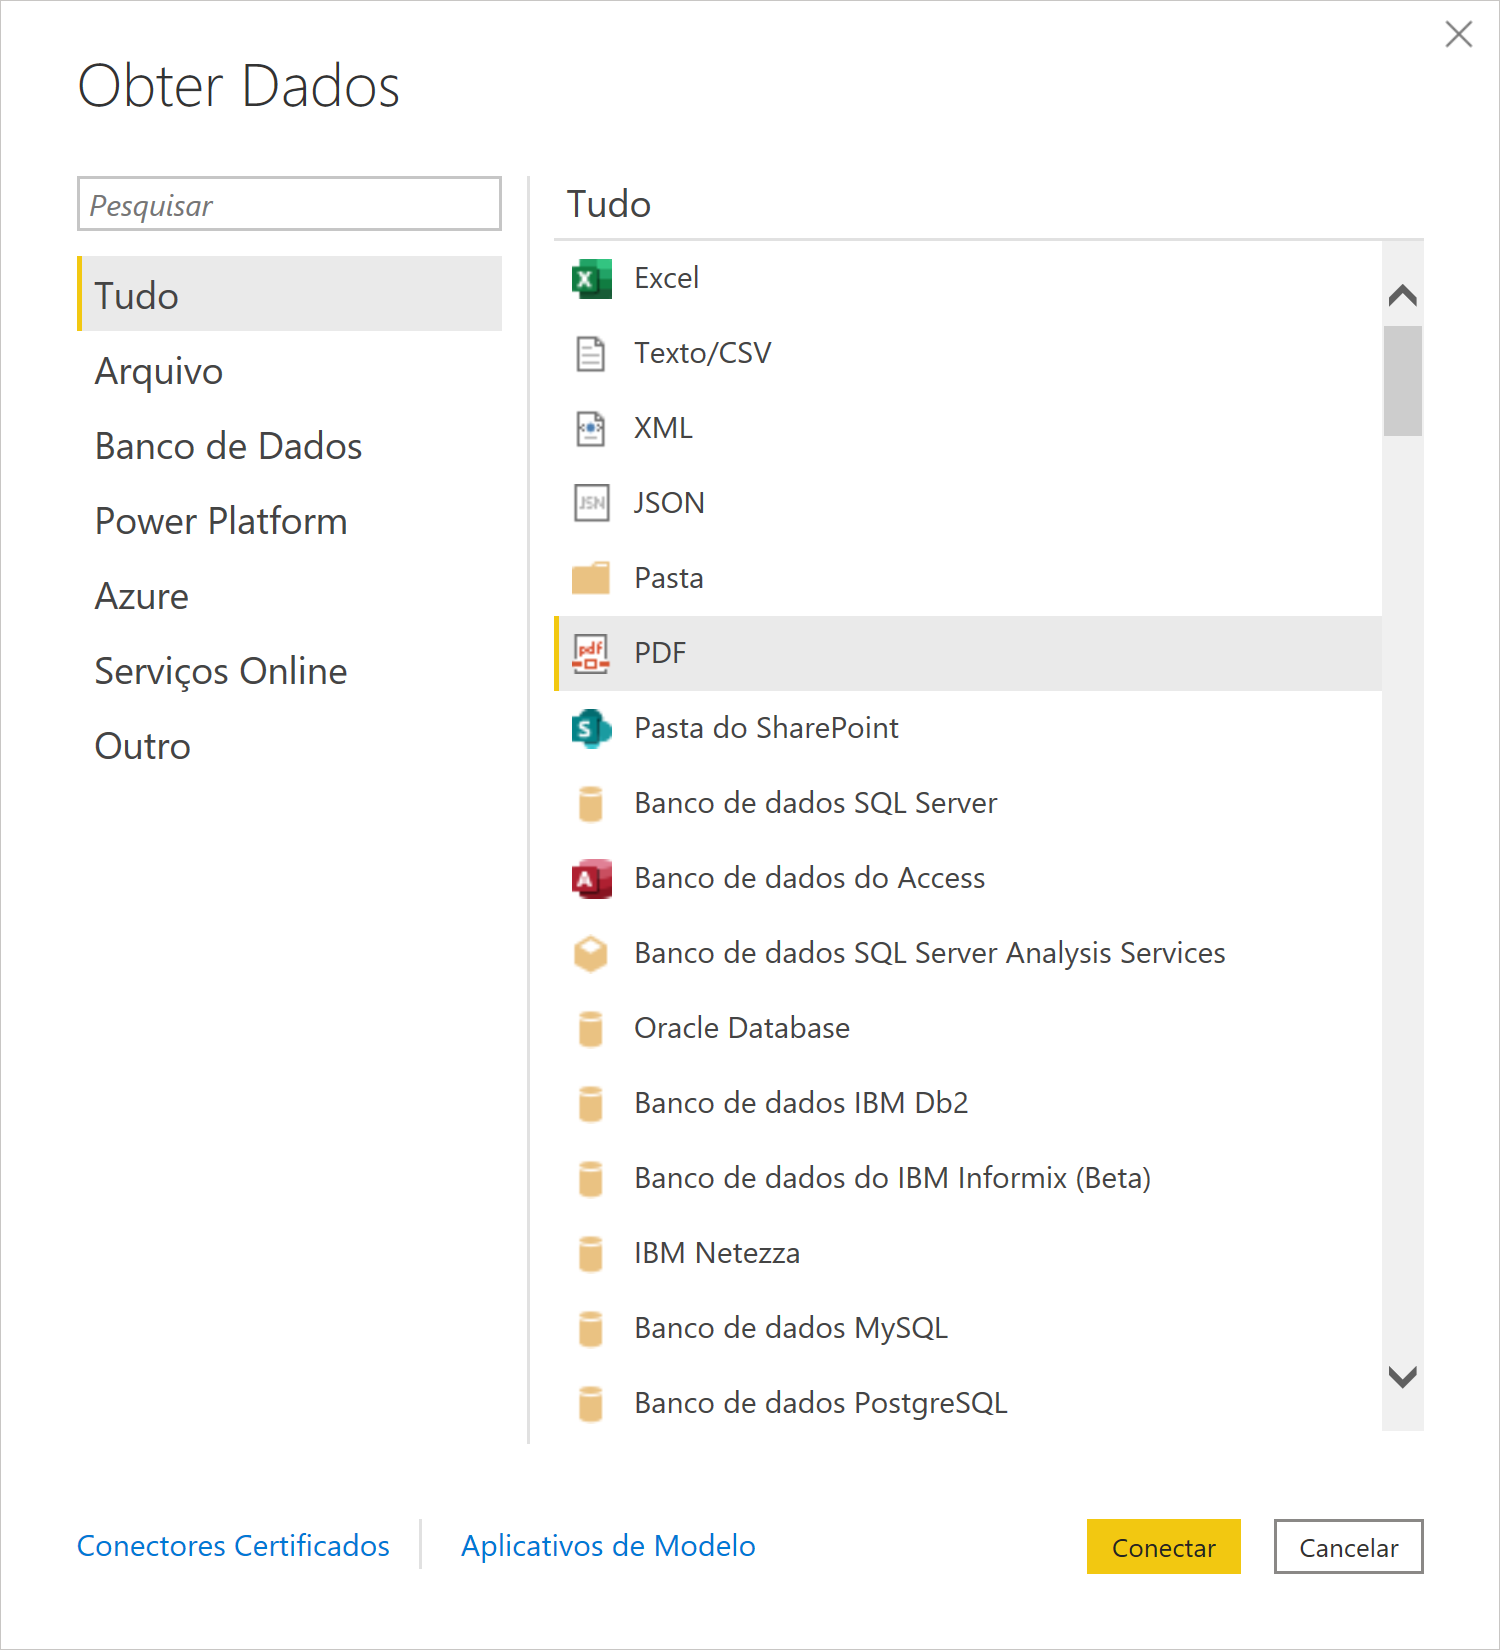 Obter Dados
Pesquisar
Tudo
Arquivo
Banco de Dados
Power Platform
Azure
Serviços Online
Outro
Tudo
Excel
Texto/CSV
XML
JSN
JSON
Pasta
pdf
PDF
Pasta do SharePoint
Banco de dados SQL Server
Banco de dados do Access
Banco de dados SQL Server Analysis Services
Oracle Database
Banco de dados IBM Db2
Banco de dados do IBM Informix (Beta)
IBM Netezza
Banco de dados MySQL
Banco de dados PostgreSQL
Conectores Certificados
Aplicativos de Modelo
Conectar
Cancelar